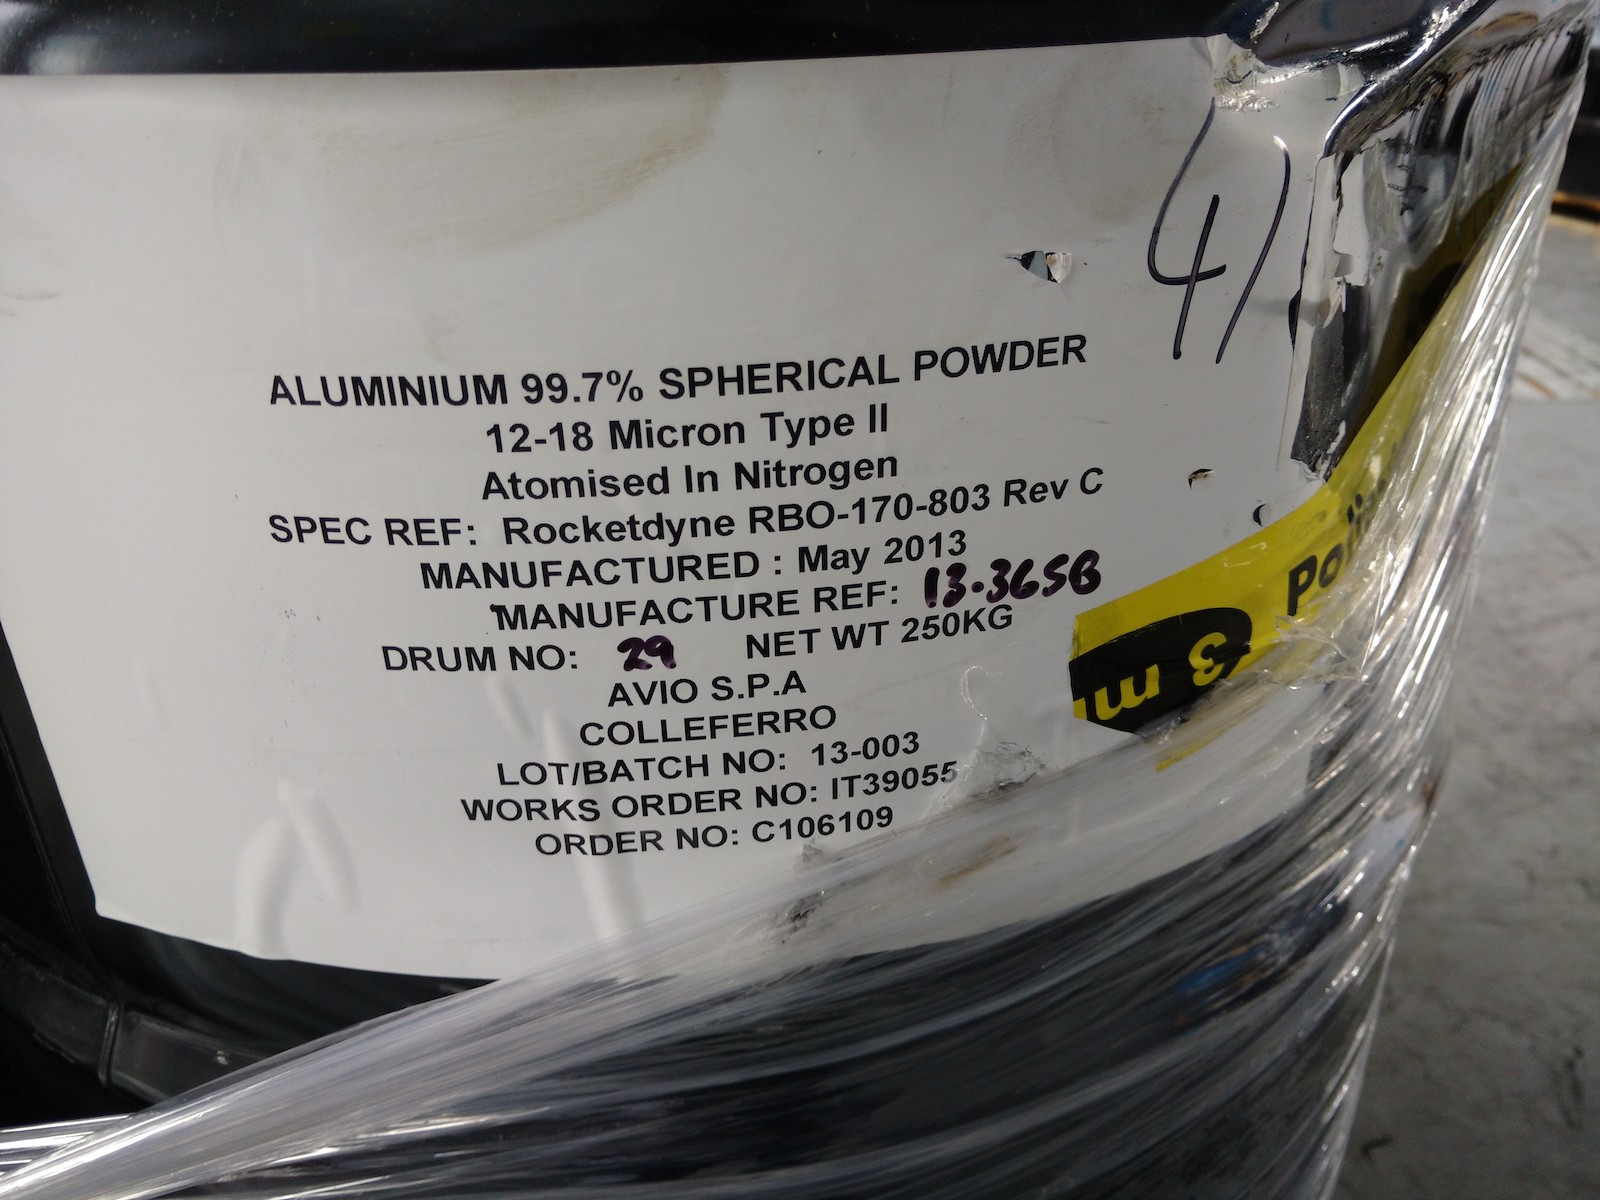 4
ALUMINIUM 99.7% SPHERICAL POWDER
12-18 Micron Type II
Atomised In Nitrogen
SPEC REF: Rocketdyne RBO-170-803 Rev C
MANUFACTURED : May 2013
MANUFACTURE REF: 13-365B
DRUM NO: 29 NET WT 250KG
AVIO S.P.A
COLLEFERRO
LOT/BATCH NO: 13-003
WORKS ORDER NO: IT39055
ORDER NO: C106109